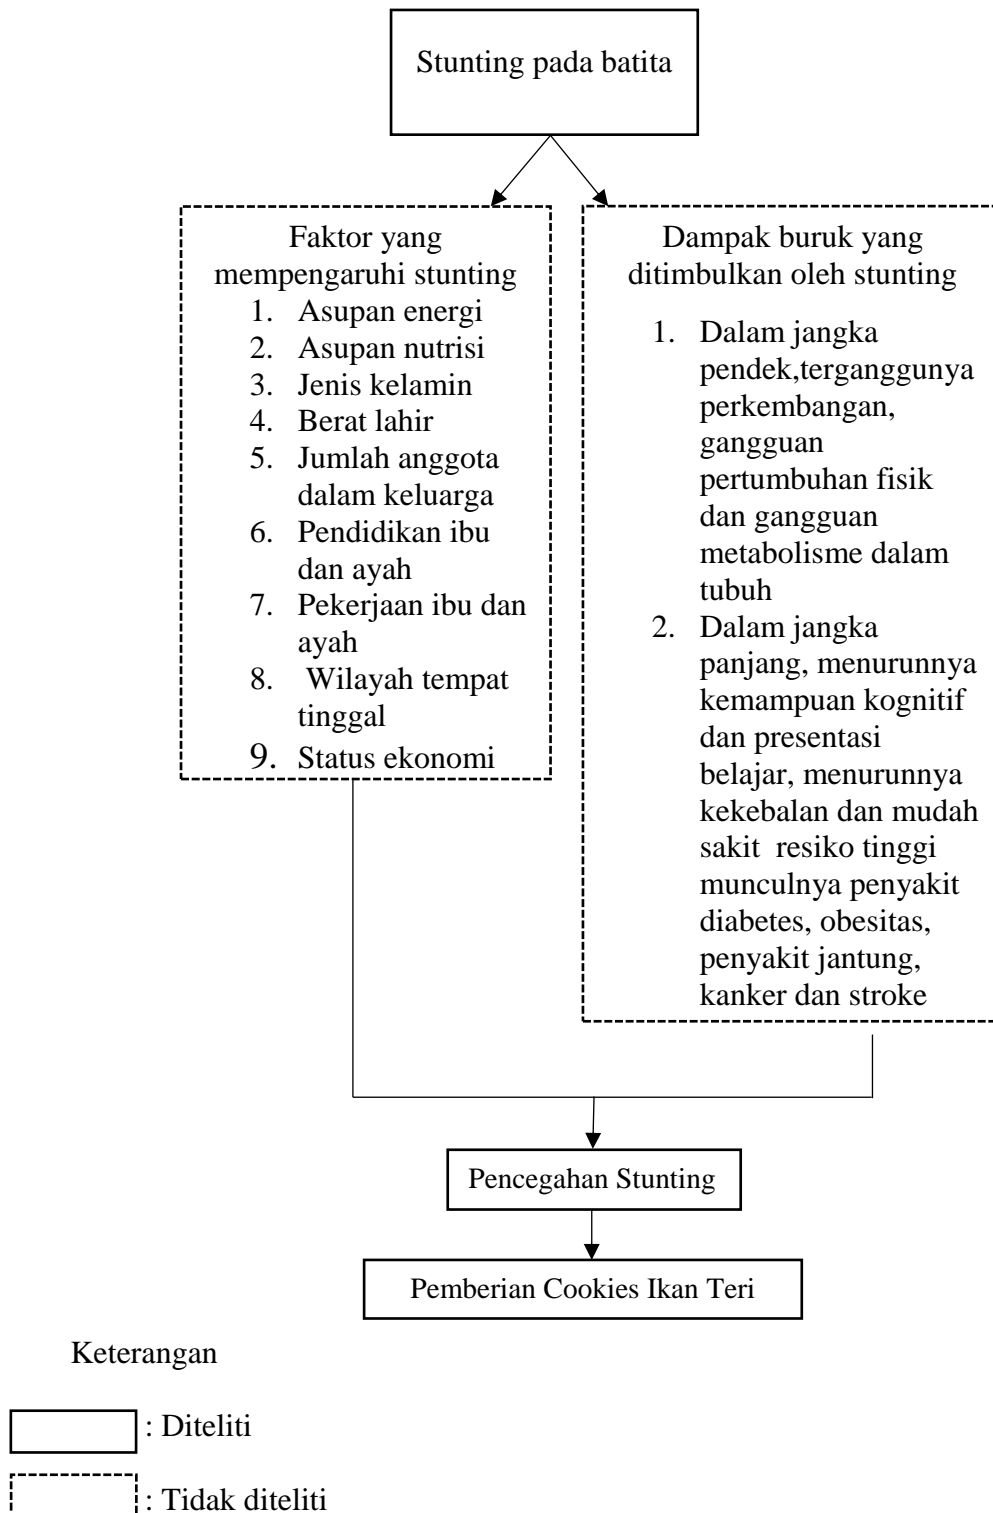 Stunting pada batita
Faktor yang
mempengaruhi stunting
1. Asupan energi
2. Asupan nutrisi
3. Jenis kelamin
4. Berat lahir
5. Jumlah anggota
dalam keluarga
6. Pendidikan ibu
dan ayah
7. Pekerjaan ibu dan
ayah
8. Wilayah tempat
tinggal
9. Status ekonomi
Dampak buruk yang
ditimbulkan oleh stunting
1. Dalam jangka
pendek,terganggunya
perkembangan,
gangguan
pertumbuhan fisik
dan gangguan
metabolisme dalam
tubuh
2. Dalam jangka
panjang, menurunnya
kemampuan kognitif
dan presentasi
belajar, menurunnya
kekebalan dan mudah
sakit  resiko tinggi
munculnya penyakit
diabetes, obesitas,
penyakit jantung,
kanker dan stroke
Pencegahan Stunting
Pemberian Cookies Ikan Teri
Keterangan
: Diteliti
: Tidak diteliti